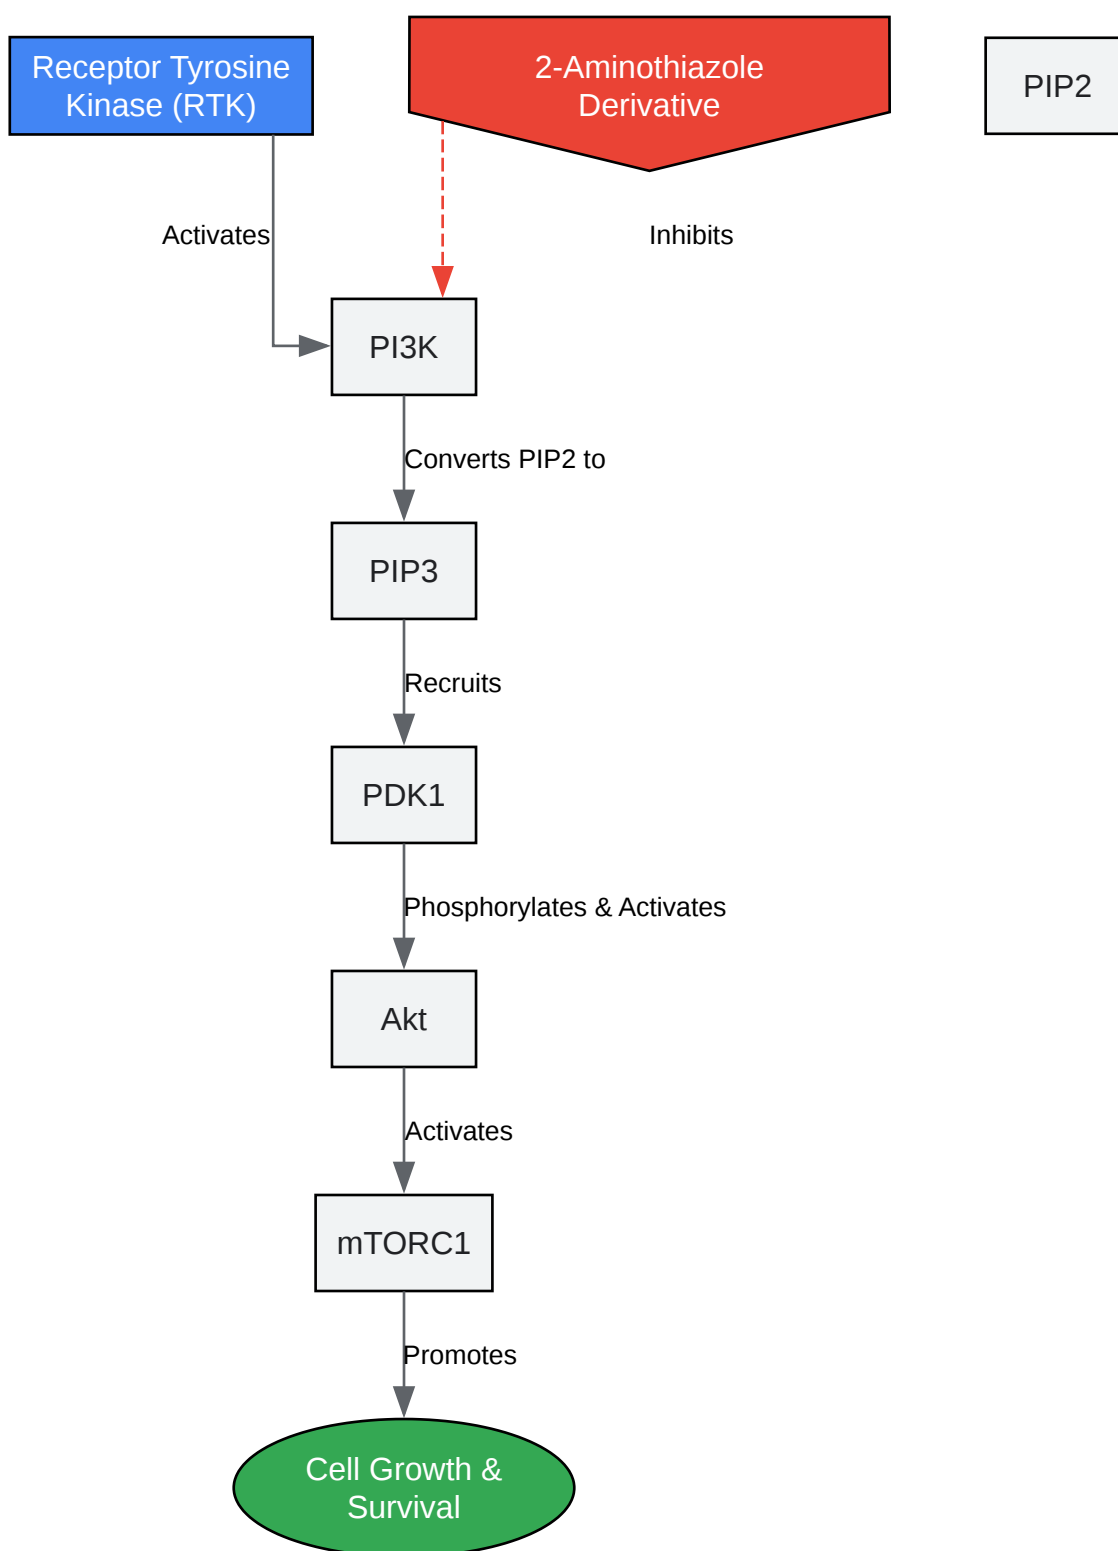 Receptor Tyrosine
Kinase (RTK)
2-Aminothiazole
Derivative
PIP2
Activates
Inhibits
PI3K
Converts PIP2 to
PIP3
Recruits
PDK1
Phosphorylates & Activates
Akt
Activates
mTORC1
Promotes
Cell Growth &
Survival